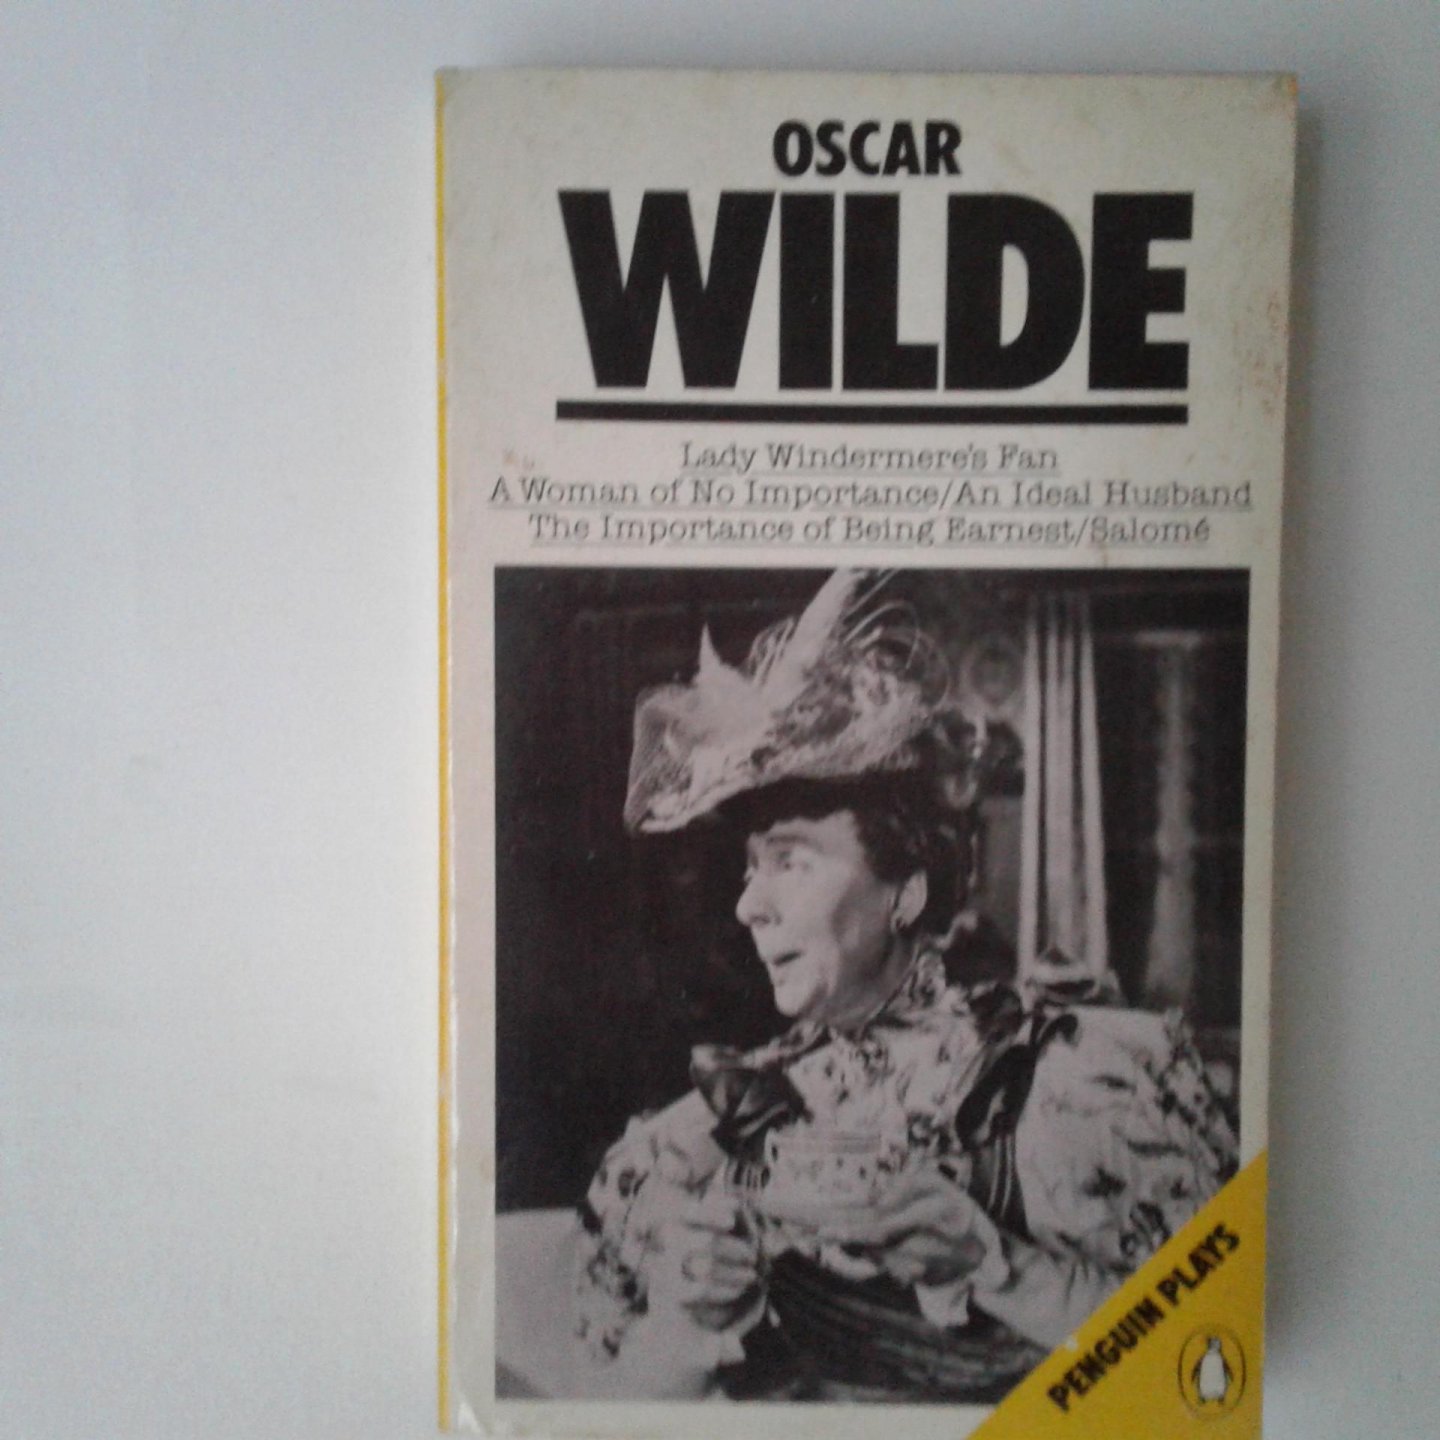 OSCAR
WILDE
Lady Windermere's Fan
A Woman of No Importance/An Ideal Husband
The Importance of Being Earnest/Salomé
PENGUIN PLAYS